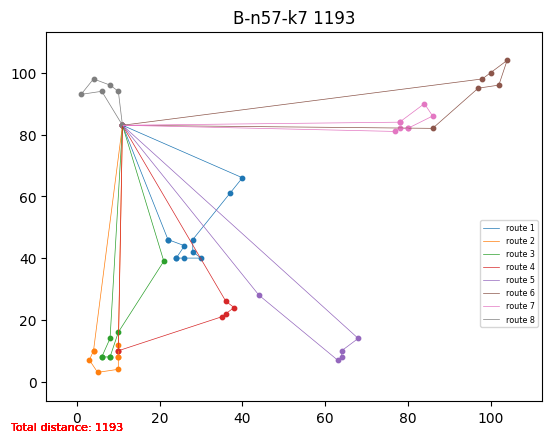 B-n57-k7 1193
100
80
60
40
20
0
route 1
route 2
route 3
route 4
route 5
route 6
route 7
route 8
0 20 40 60 80 100
Total distance: 1193